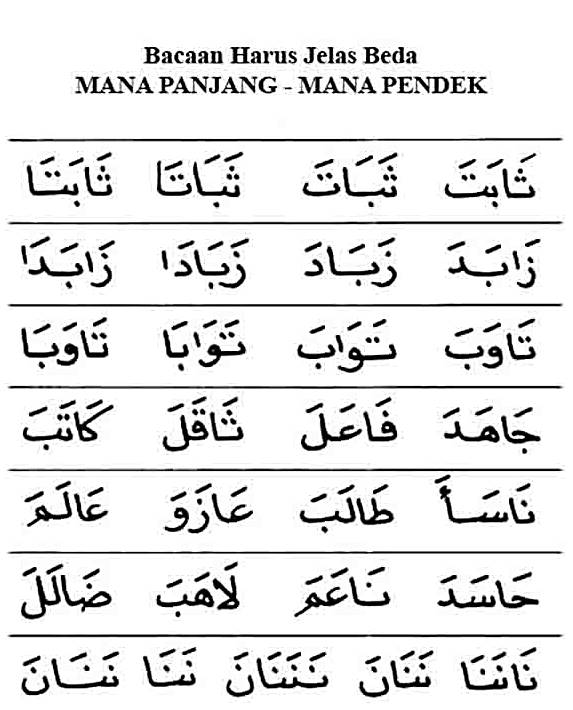 Bacaan Harus Jelas Beda
MANA PANJANG - MANA PENDEK
ثَابَتَ ثَبَاتَ ثَبَاتَا ثَابَتَا
زَابَدَ زَبَادَ زَبَادَا زَابَدَا
تَاوَبَ تَوَابَ تَوَابَا تَاوَبَا
جَاهَدَ فَاعَلَ ثَاقَلَ كَاتَبَ
نَاسَأَ طَالَبَ عَازَوَ عَالَمَ
حَاسَدَ نَاعَمَ لَاهَبَ ضَالَلَ
نَانَنَا نَنَانَ نَنَنَانَ نَنَا نَنَانَ